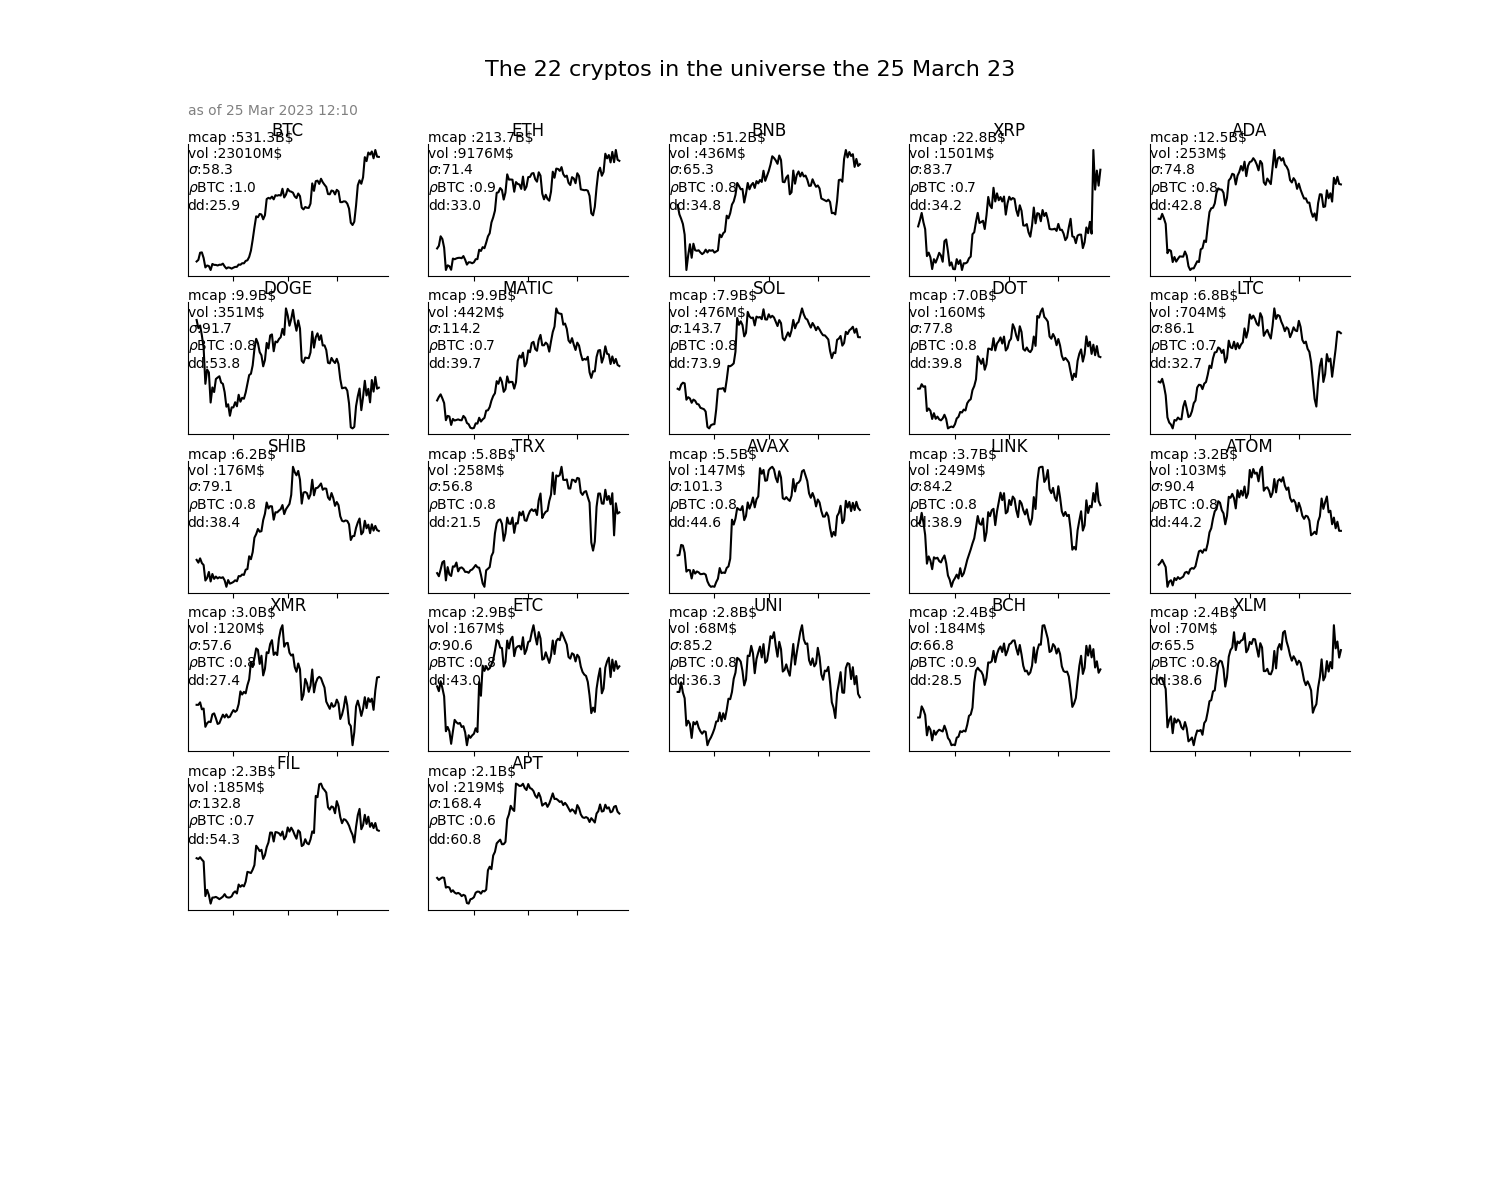 The 22 cryptos in the universe the 25 March 23
as of 25 Mar 2023 12:10
BTC
mcap :531.3B$
vol :23010M$
σ:58.3
ρBTC :1.0
dd:25.9
ETH
mcap :213.7B$
vol :9176M$
σ:71.4
ρBTC :0.9
dd:33.0
BNB
mcap :51.2B$
vol :436M$
σ:65.3
ρBTC :0.8
dd:34.8
XRP
mcap :22.8B$
vol :1501M$
σ:83.7
ρBTC :0.7
dd:34.2
ADA
mcap :12.5B$
vol :253M$
σ:74.8
ρBTC :0.8
dd:42.8
DOGE
mcap :9.9B$
vol :351M$
σ:91.7
ρBTC :0.8
dd:53.8
MATIC
mcap :9.9B$
vol :442M$
σ:114.2
ρBTC :0.7
dd:39.7
SOL
mcap :7.9B$
vol :476M$
σ:143.7
ρBTC :0.8
dd:73.9
DOT
mcap :7.0B$
vol :160M$
σ:77.8
ρBTC :0.8
dd:39.8
LTC
mcap :6.8B$
vol :704M$
σ:86.1
ρBTC :0.7
dd:32.7
SHIB
mcap :6.2B$
vol :176M$
σ:79.1
ρBTC :0.8
dd:38.4
TRX
mcap :5.8B$
vol :258M$
σ:56.8
ρBTC :0.8
dd:21.5
AVAX
mcap :5.5B$
vol :147M$
σ:101.3
ρBTC :0.8
dd:44.6
LINK
mcap :3.7B$
vol :249M$
σ:84.2
ρBTC :0.8
dd:38.9
ATOM
mcap :3.2B$
vol :103M$
σ:90.4
ρBTC :0.8
dd:44.2
XMR
mcap :3.0B$
vol :120M$
σ:57.6
ρBTC :0.8
dd:27.4
ETC
mcap :2.9B$
vol :167M$
σ:90.6
ρBTC :0.8
dd:43.0
UNI
mcap :2.8B$
vol :68M$
σ:85.2
ρBTC :0.8
dd:36.3
BCH
mcap :2.4B$
vol :184M$
σ:66.8
ρBTC :0.9
dd:28.5
XLM
mcap :2.4B$
vol :70M$
σ:65.5
ρBTC :0.8
dd:38.6
FIL
mcap :2.3B$
vol :185M$
σ:132.8
ρBTC :0.7
dd:54.3
APT
mcap :2.1B$
vol :219M$
σ:168.4
ρBTC :0.6
dd:60.8